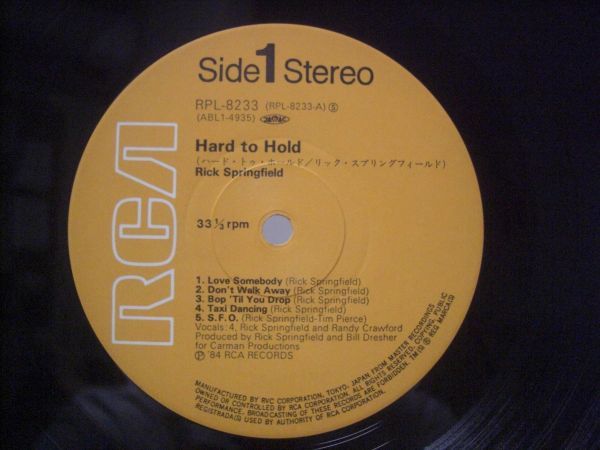 Side 1 Stereo
RPL-8233 (RPL-8233-A) Ⓢ
(ABL1-4935)
Hard to Hold
(ハード・トゥ・ホールド/リック・スプリングフィールド)
Rick Springfield
RCA
33 1/3 rpm
1. Love Somebody (Rick Springfield)
2. Don't Walk Away (Rick Springfield)
3. Bop 'Til You Drop (Rick Springfield)
4. Taxi Dancing (Rick Springfield)
5. S.F.O. (Rick Springfield-Tim Pierce)
Vocals: 4, Rick Springfield and Randy Crawford
Produced by Rick Springfield and Bill Drescher
for Carman Productions
Ⓟ '84 RCA RECORDS
MANUFACTURED BY RVC CORPORATION, TOKYO, JAPAN, FROM MASTER RECORDINGS
OWNED OR CONTROLLED BY RCA CORPORATION. ALL RIGHTS RESERVED. COPYING, PUBLIC
PERFORMANCE, BROADCASTING OF THESE RECORDS ARE FORBIDDEN. TM(S) ® REG MARCA(S)
REGISTRADA(S) USED BY AUTHORITY OF RCA CORPORATION.